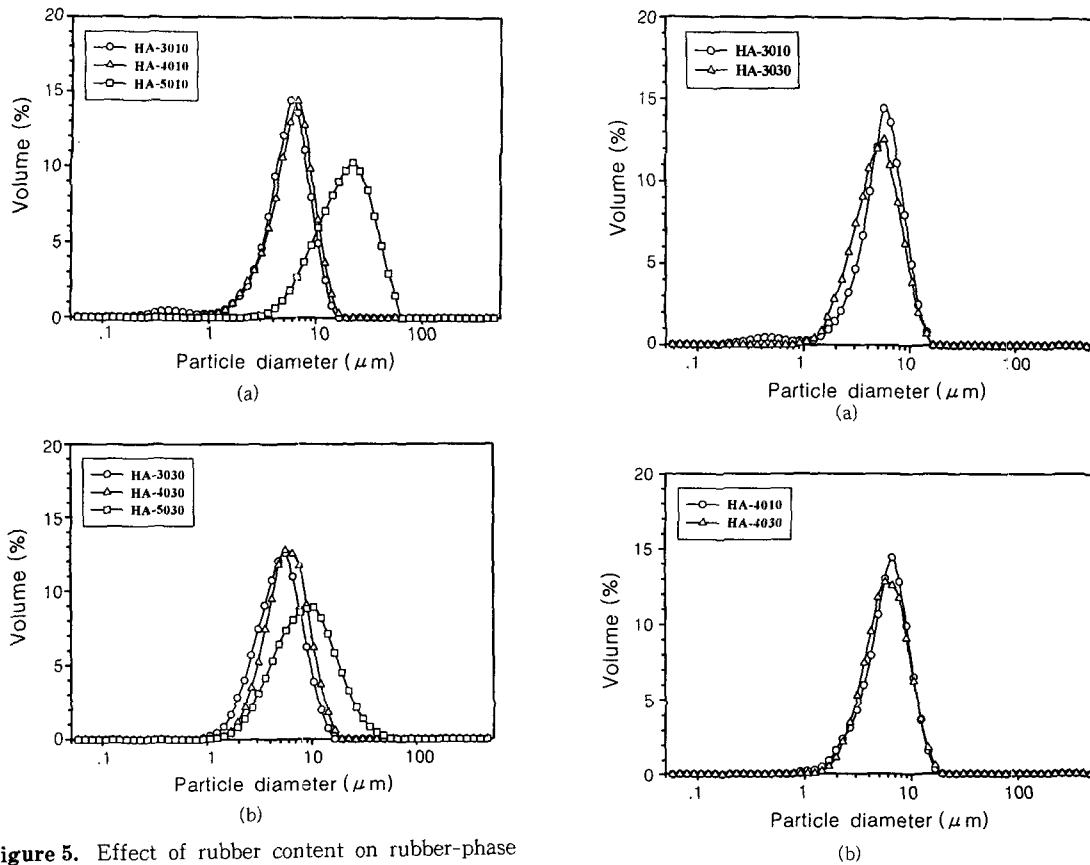 20
15
10
5
0
Volume (%)
HA-3010
HA-4010
HA-5010
.1
1
10
100
Particle diameter (μm)
(a)
20
15
10
5
0
Volume (%)
HA-3030
HA-4030
HA-5030
.1
1
10
100
Particle diameter (μm)
(b)
igure 5. Effect of rubber content on rubber-phase
20
15
10
5
0
Volume (%)
HA-3010
HA-3030
.1
1
10
100
Particle diameter (μm)
(a)
20
15
10
5
0
Volume (%)
HA-4010
HA-4030
.1
1
10
100
Particle diameter (μm)
(b)